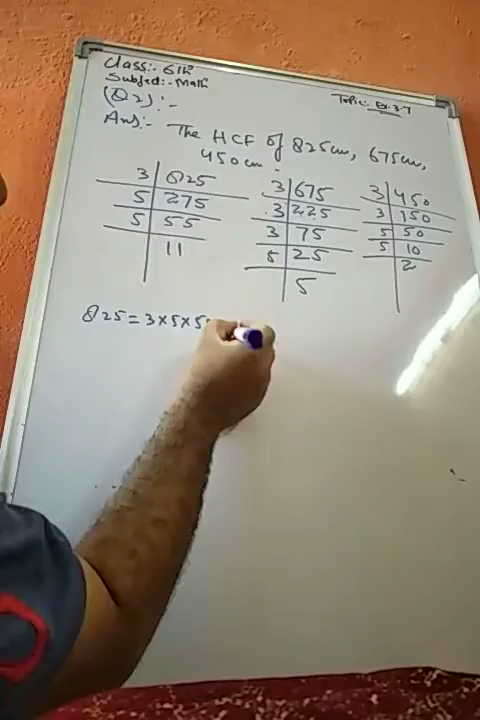 Class:- 6th
Subject:- Math
Topic:- Ex.3.7
(Q2):-
Ans:- The HCF of 825cm, 675cm,
450cm.
3 825
5 275
5 55
11
3 675
3 225
3 75
5 25
5
3 450
3 150
5 50
5 10
2
825 = 3×5×5